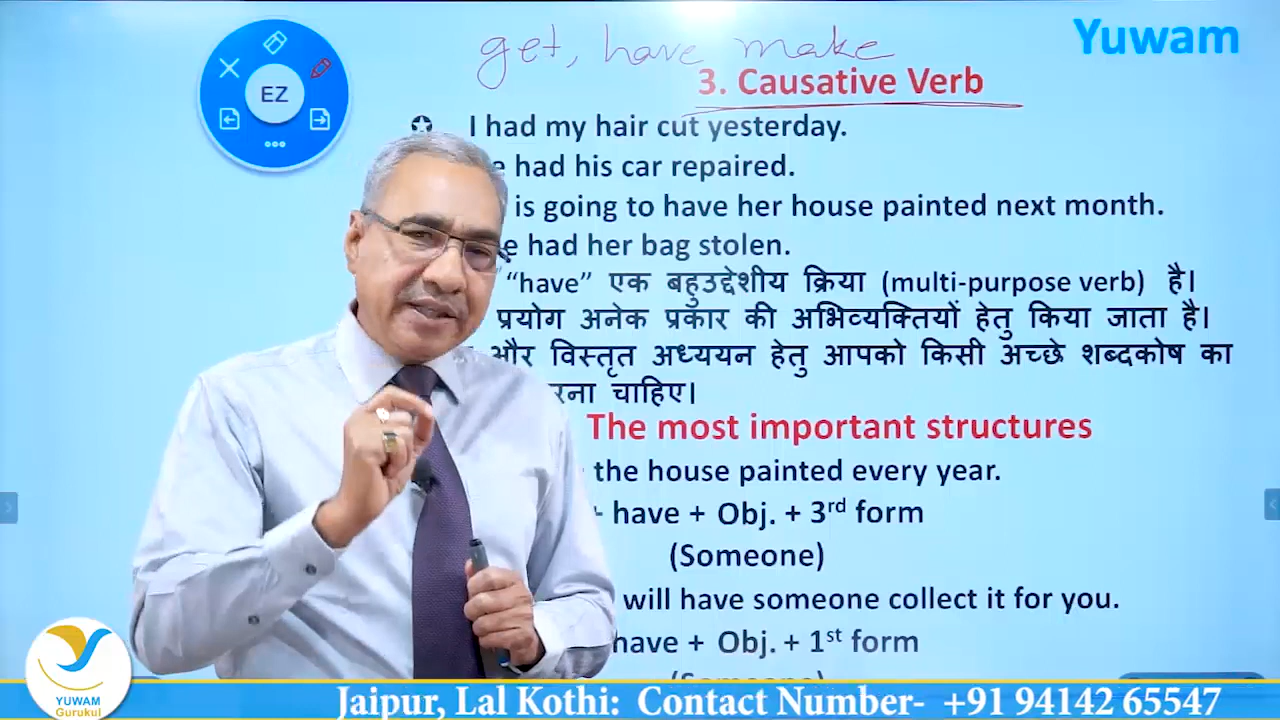 get, have make
Yuwam
EZ
3. Causative Verb
I had my hair cut yesterday.
had his car repaired.
is going to have her house painted next month.
had her bag stolen.
“have” एक बहुउद्देशीय क्रिया (multi-purpose verb) है।
प्रयोग अनेक प्रकार की अभिव्यक्तियों हेतु किया जाता है।
और विस्तृत अध्ययन हेतु आपको किसी अच्छे शब्दकोष का
चाहिए।
The most important structures
the house painted every year.
+ have + Obj. + 3rd form
(Someone)
will have someone collect it for you.
have + Obj. + 1st form
(Someone)
YUWAM
Gurukul
Jaipur, Lal Kothi: Contact Number- +91 94142 65547